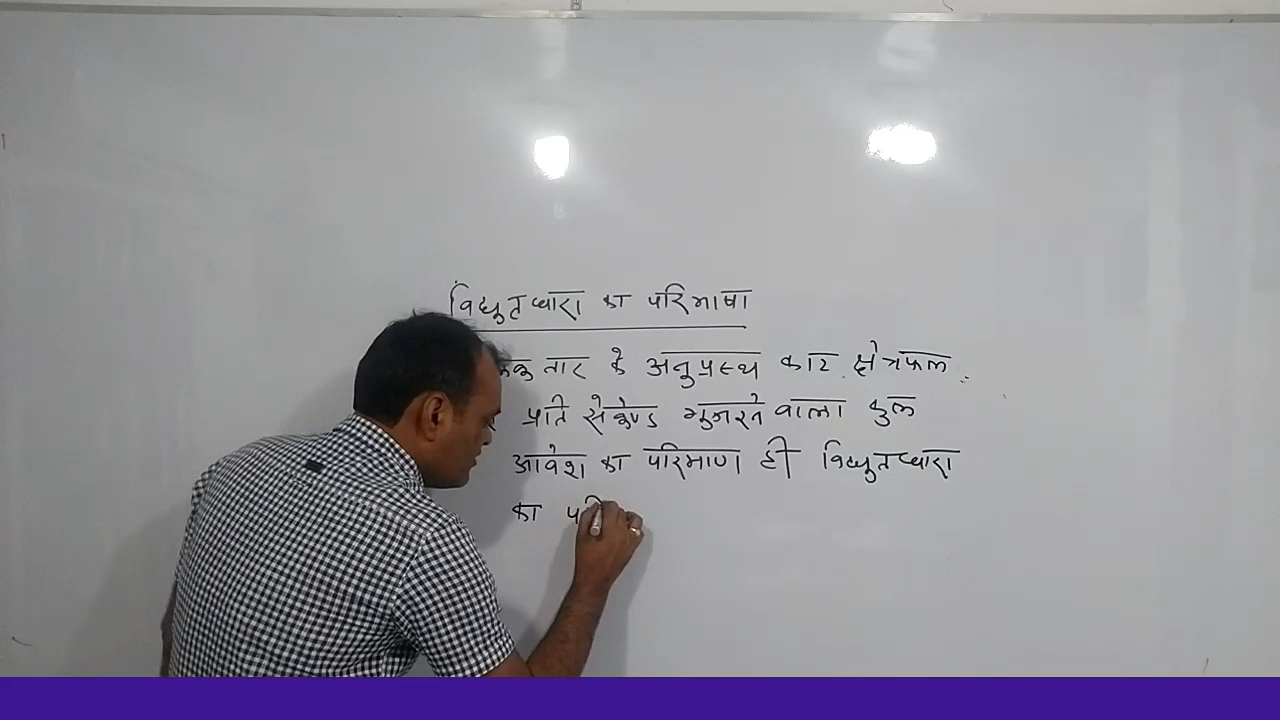 विद्युतधारा का परिभाषा
तार के अनुप्रस्थ काट क्षेत्रफल
प्रति सेकेण्ड गुजरने वाला कुल
आवेश का परिमाण ही विद्युतधारा
का